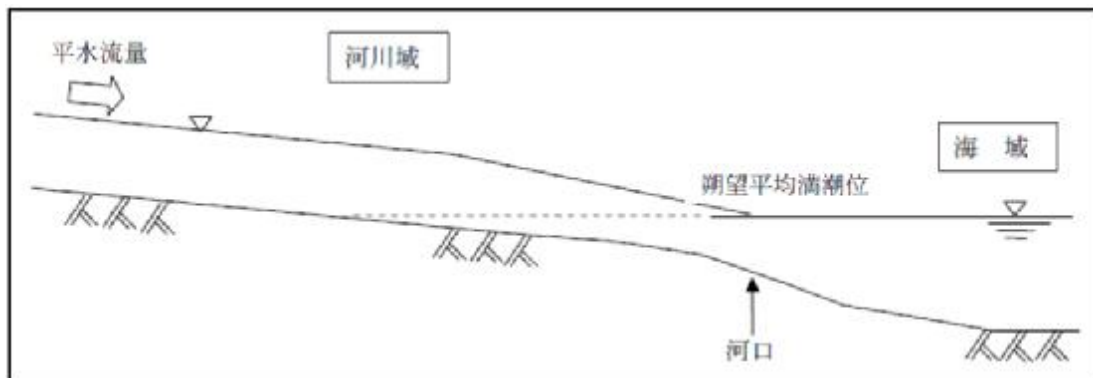 平水流量
河川域
海 域
朔望平均満潮位
河口